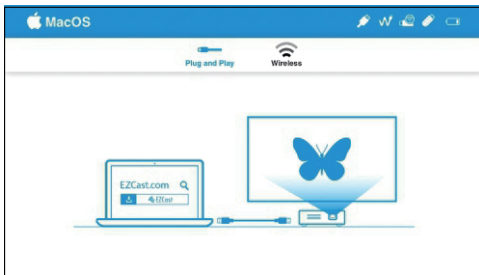 MacOS
Plug and Play
Wireless
EZCast.com
EZCast